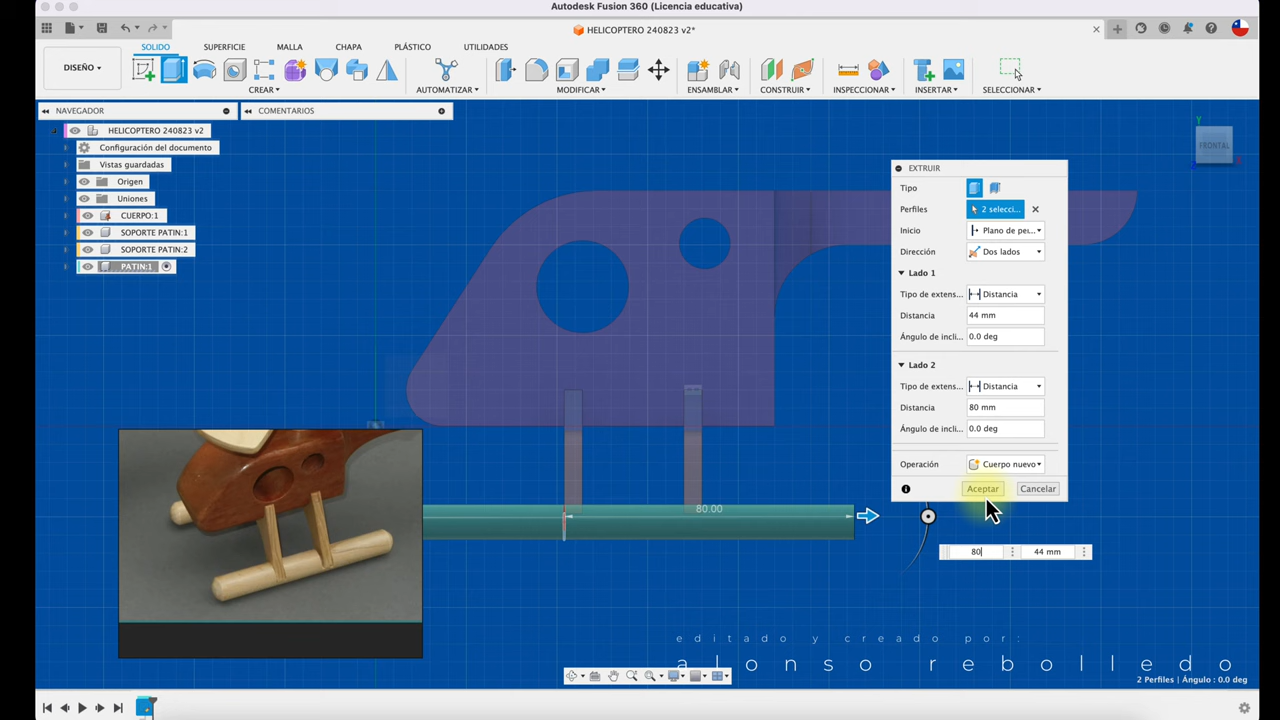 Autodesk Fusion 360 (Licencia educativa)
HELICOPTERO 240823 v2*
SOLIDO SUPERFICIE MALLA CHAPA PLÁSTICO UTILIDADES
DISEÑO
CREAR AUTOMATIZAR MODIFICAR ENSAMBLAR CONSTRUIR INSPECCIONAR INSERTAR SELECCIONAR
NAVEGADOR
COMENTARIOS
HELICOPTERO 240823 v2
Configuración del documento
Vistas guardadas
Origen
Uniones
CUERPO:1
SOPORTE PATIN:1
SOPORTE PATIN:2
PATIN:1
Y
FRONTAL
EXTRUIR
Tipo
Perfiles 2 selecci...
Inicio Plano de per...
Dirección Dos lados
Lado 1
Tipo de extens... Distancia
Distancia 44 mm
Ángulo de incli... 0.0 deg
Lado 2
Tipo de extens... Distancia
Distancia 80 mm
Ángulo de incli... 0.0 deg
Operación Cuerpo nuevo
Aceptar Cancelar
80.00
80 44 mm
editado y creado por:
alonso rebolledo
2 Perfiles | Ángulo : 0.0 deg